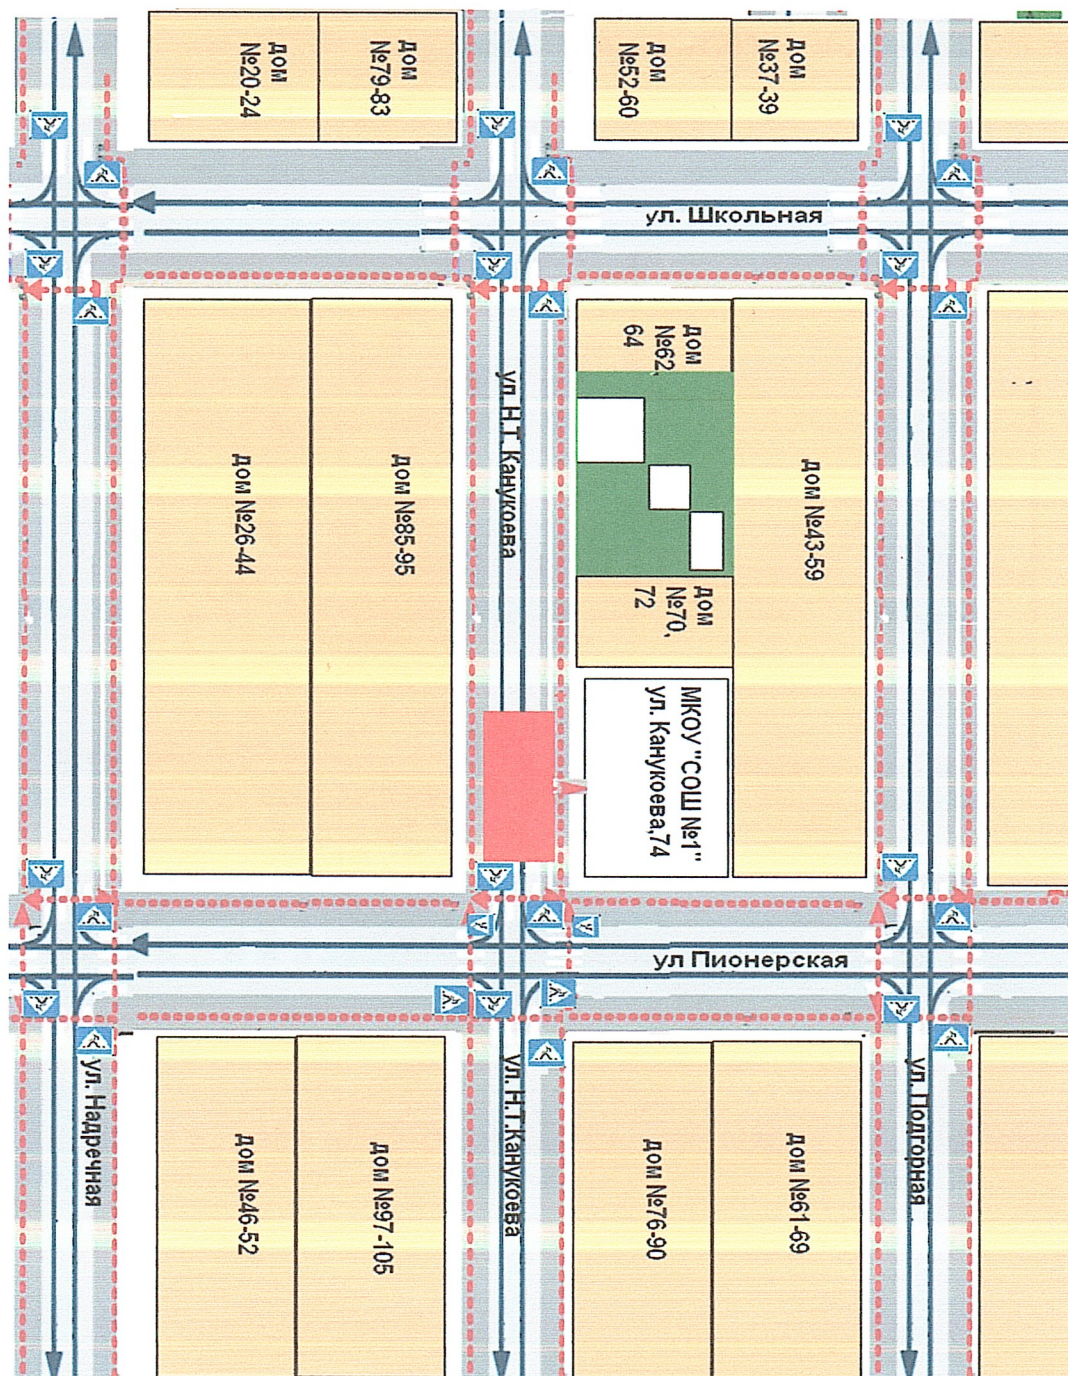 дом
№20-24
дом
№79-83
дом
№52-60
дом
№37-39
ул. Школьная
дом
№62,
64
ул. Н.Т. Канукоева
дом №26-44
дом №85-95
дом №43-59
дом
№70,
72
МКОУ "СОШ №1"
ул. Канукоева,74
ул Пионерская
ул. Надречная
ул. Н.Т.Канукоева
ул. Подгорная
дом №46-52
дом №97-105
дом №76-90
дом №61-69